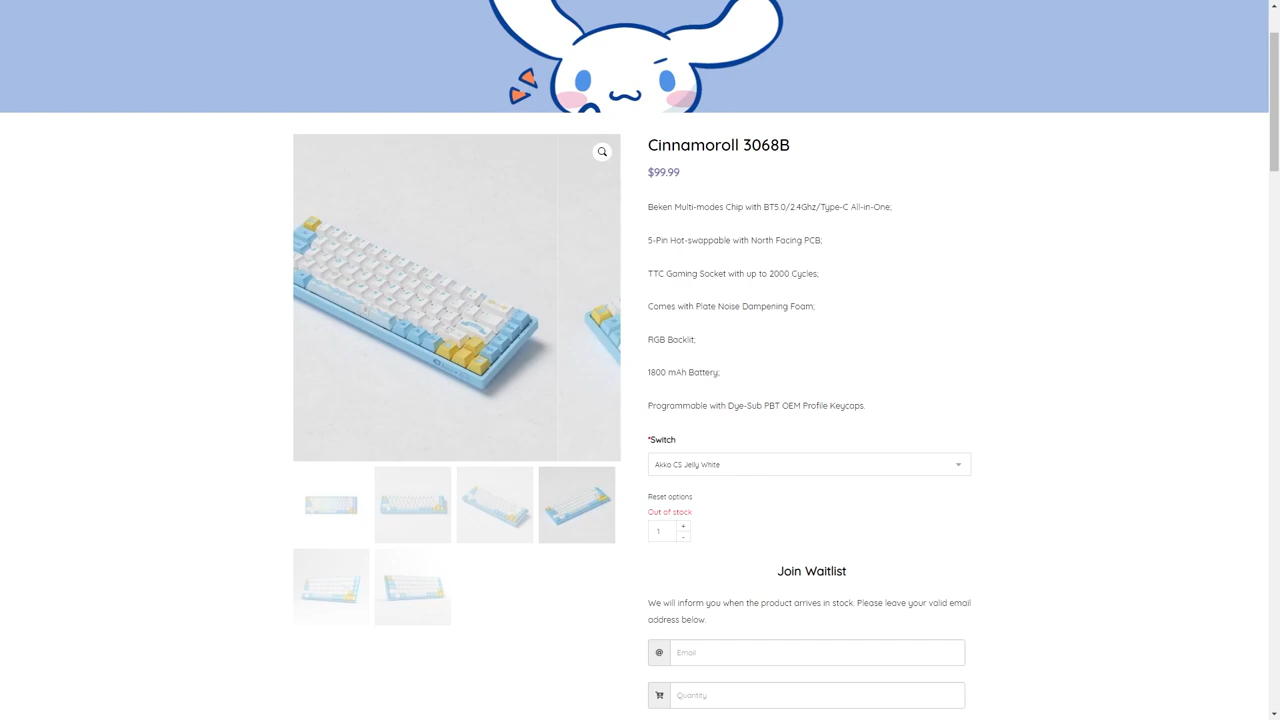 Cinnamoroll 3068B
$99.99
Beken Multi-modes Chip with BT5.0/2.4Ghz/Type-C All-in-One;
5-Pin Hot-swappable with North Facing PCB;
TTC Gaming Socket with up to 2000 Cycles;
Comes with Plate Noise Dampening Foam;
RGB Backlit;
1800 mAh Battery;
Programmable with Dye-Sub PBT OEM Profile Keycaps.
*Switch
Akko CS Jelly White
Reset options
Out of stock
1
+
-
Join Waitlist
We will inform you when the product arrives in stock. Please leave your valid email
address below.
@ Email
Quantity